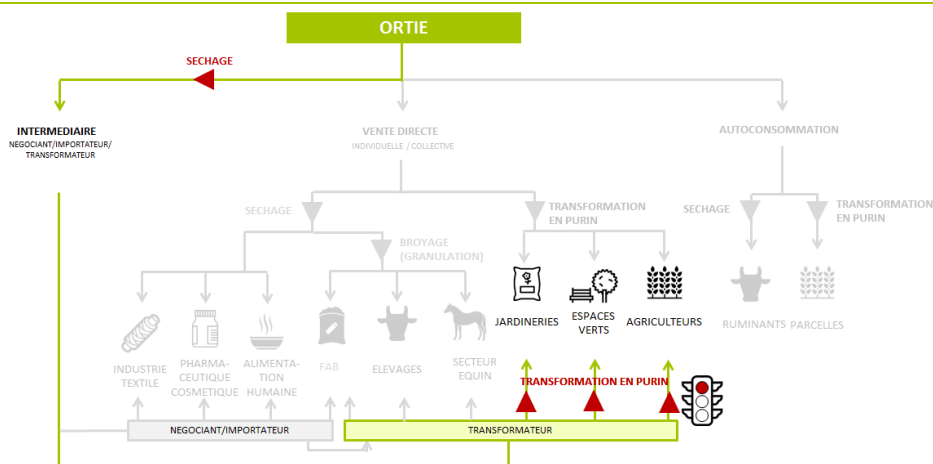 ORTIE
SECHAGE
INTERMEDIAIRE
NEGOCIANT/IMPORTATEUR/
TRANSFORMATEUR
VENTE DIRECTE
INDIVIDUELLE / COLLECTIVE
AUTOCONSOMMATION
SECHAGE
TRANSFORMATION
EN PURIN
SECHAGE
TRANSFORMATION
EN PURIN
BROYAGE
(GRANULATION)
INDUSTRIE
TEXTILE
PHARMA-
CEUTIQUE
COSMETIQUE
ALIMENTA-
TION
HUMAINE
FAB
ELEVAGES
SECTEUR
EQUIN
JARDINERIES
ESPACES
VERTS
AGRICULTEURS
RUMINANTS
PARCELLES
TRANSFORMATION EN PURIN
NEGOCIANT/IMPORTATEUR
TRANSFORMATEUR